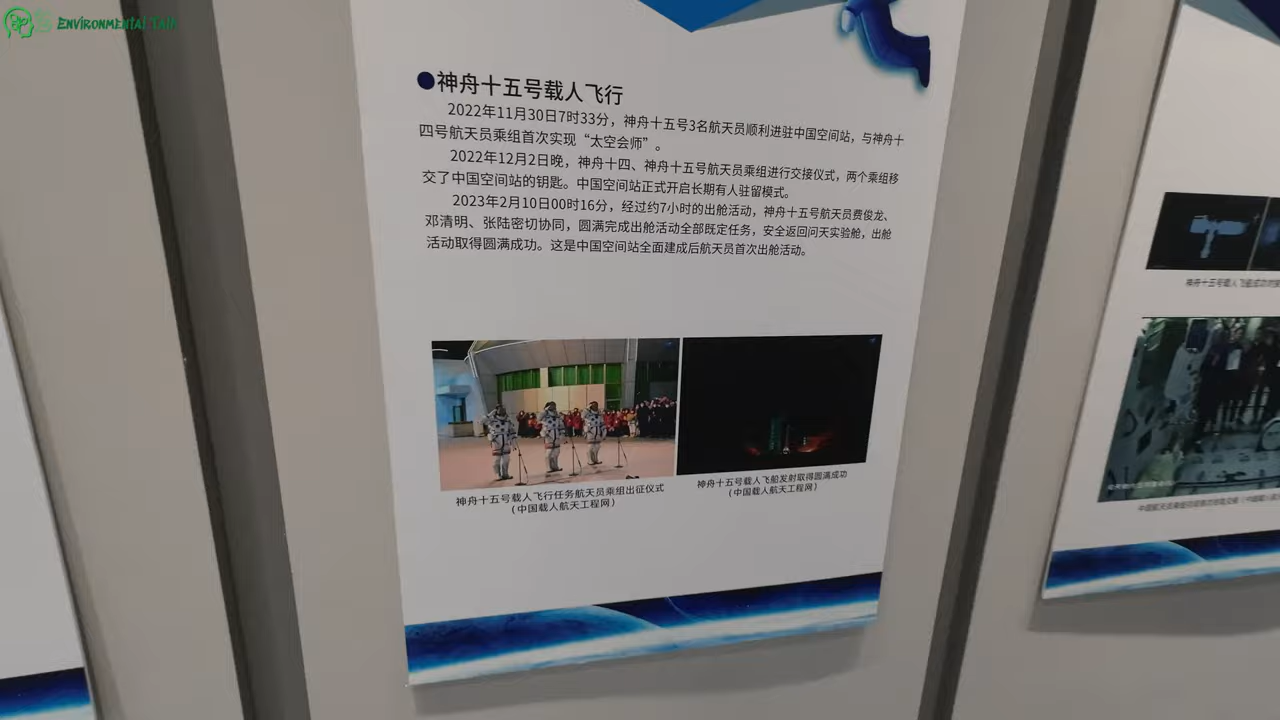 Environmental Talk
●神舟十五号载人飞行
2022年11月30日7时33分，神舟十五号3名航天员顺利进驻中国空间站，与神舟十
四号航天员乘组首次实现“太空会师”。
2022年12月2日晚，神舟十四、神舟十五号航天员乘组进行交接仪式，两个乘组移
交了中国空间站的钥匙。中国空间站正式开启长期有人驻留模式。
2023年2月10日00时16分，经过约7小时的出舱活动，神舟十五号航天员费俊龙、
邓清明、张陆密切协同，圆满完成出舱活动全部既定任务，安全返回问天实验舱，出舱
活动取得圆满成功。这是中国空间站全面建成后航天员首次出舱活动。
神舟十五号载人飞行任务航天员乘组出征仪式
（中国载人航天工程网）
神舟十五号载人飞船发射取得圆满成功
（中国载人航天工程网）
神舟十五号载人飞船成功对接